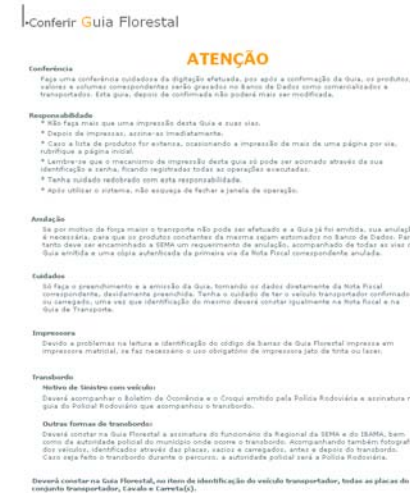 Conferir Guia Florestal
ATENÇÃO
Conferência
Faça uma conferência cuidadosa da digitação efetuada, pos após a confirmação da Guia, os produtos,
valores e volumes correspondentes serão gravados no Banco de Dados como comercializados e
transportados. Esta guia, depois de confirmada não poderá mais ser modificada.
Responsabilidade
* Não faça mais que uma impressão desta Guia e suas vias.
* Depois de impressas, assine-as imediatamente.
* Caso a lista de produtos for extensa, ocasionando a impressão de mais de uma página por via,
rubrifique a página inicial.
* Lembre-se que o mecanismo de impressão desta guia só pode ser acionado através da sua
identificação e senha, ficando registradas todas as operações executadas.
* Tenha cuidado redobrado com esta responsabilidade.
* Após utilizar o sistema, não esqueça de fechar a janela de operação.
Anulação
Se por motivo de força maior o transporte não pode ser efetuado e a Guia já foi emitida, sua anulação
é necessária, para que os produtos constantes da mesma sejam estornados no Banco de Dados. Par
tanto deve ser encaminhado a SEMA um requerimento de anulação, acompanhado de todas as vias d
Guia emitida e uma cópia autenticada da primeira via da Nota Fiscal correspondente anulada.
Cuidados
Só faça o preenchimento e a emissão da Guia, tomando os dados diretamente da Nota Fiscal
correspondente, devidamente preenchida. Tenha o cuidado de ter o veículo transportador confirmado
ou carregado, uma vez que identificação do mesmo deverá constar igualmente na Nota Fiscal e na
Guia de Transporte.
Impressora
Devido a problemas na leitura e identificação do código de barras de Guia Florestal impressa em
impressora matricial, se faz necessário o uso obrigatório de impressora jato de tinta ou laser.
Transbordo
Motivo de Sinistro com veículo:
Deverá acompanhar o Boletim de Ocorrência e o Croqui emitido pela Polícia Rodoviária e assinatura n
guia do Policial Rodoviário que acompanhou o transbordo.
Outras formas de transbordo:
Deverá constar na Guia Florestal a assinatura do funcionário da Regional da SEMA e do IBAMA, bem
como da autoridade policial do município onde ocorre o transbordo. Acompanhando também fotograf
dos veículos, identificados através das placas, vazios e carregados, antes e depois do transbordo.
Caso seja feito o transbordo durante o percurso, a autoridade policial será a Polícia Rodoviária.
Deverá constar na Guia Florestal, no item de identificação do veículo transportador, todas as placas do
conjunto transportador, Cavalo e Carreta(s).